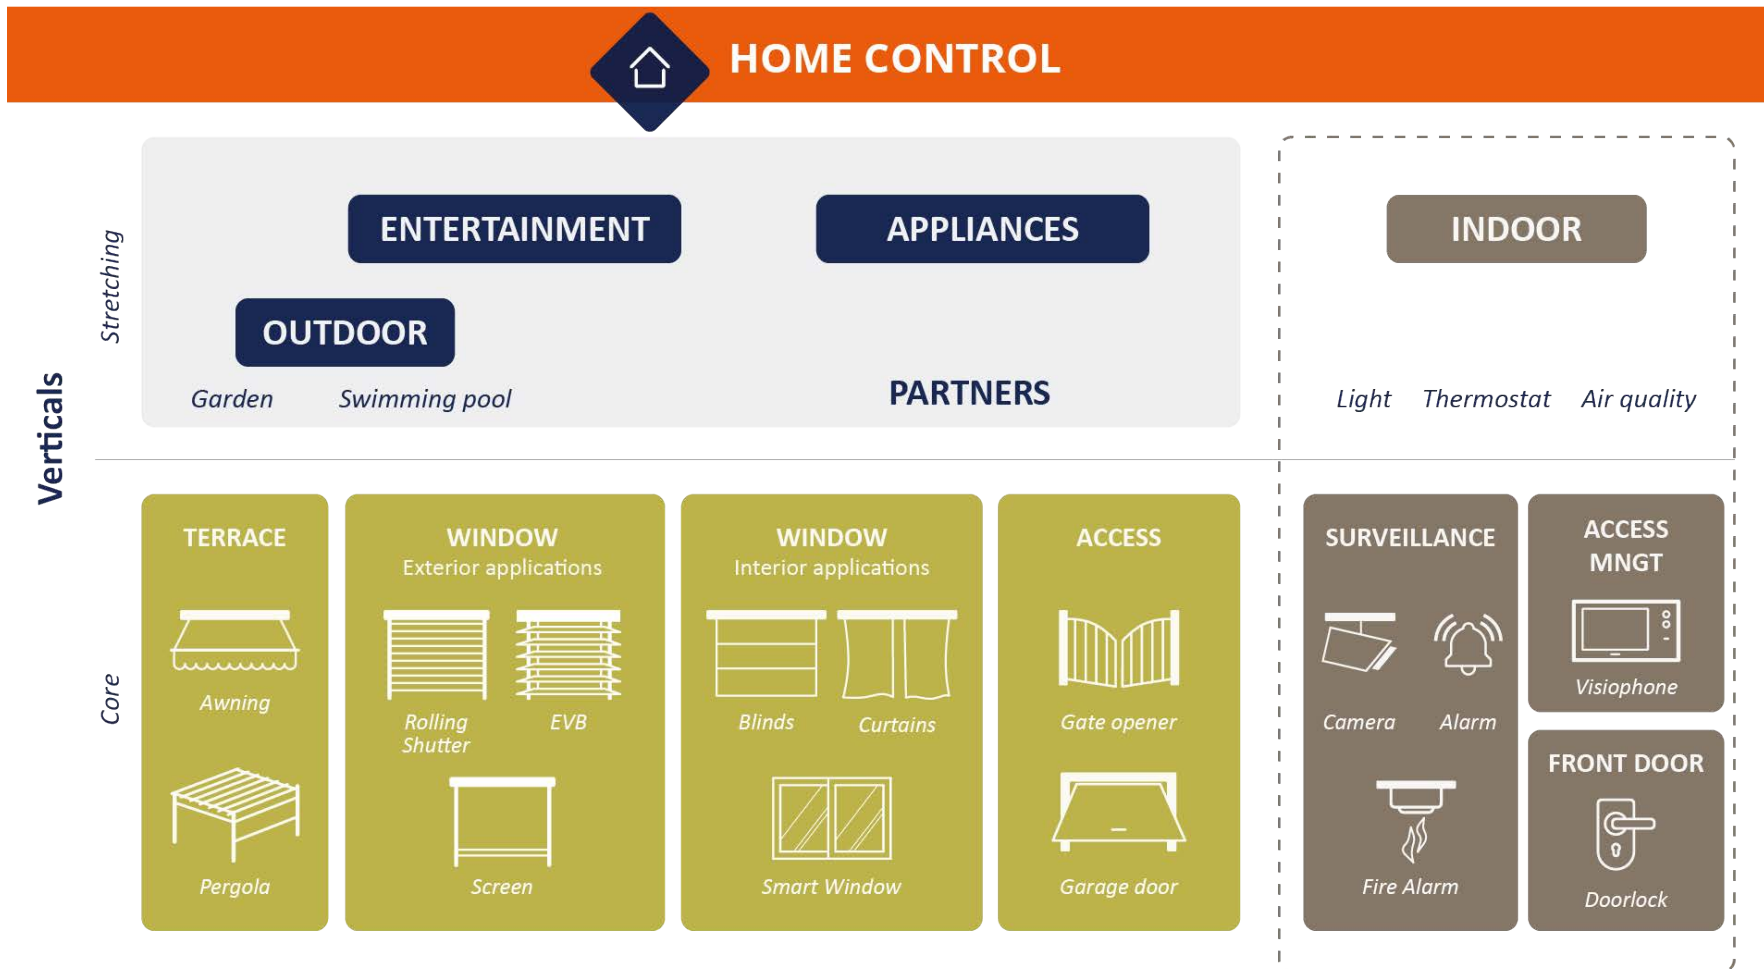 HOME CONTROL
Verticals
Stretching
ENTERTAINMENT
APPLIANCES
OUTDOOR
Garden
Swimming pool
PARTNERS
INDOOR
Light
Thermostat
Air quality
Core
TERRACE
Awning
Pergola
WINDOW
Exterior applications
Rolling
Shutter
EVB
Screen
WINDOW
Interior applications
Blinds
Curtains
Smart Window
ACCESS
Gate opener
Garage door
SURVEILLANCE
Camera
Alarm
Fire Alarm
ACCESS
MNGT
Visiophone
FRONT DOOR
Doorlock